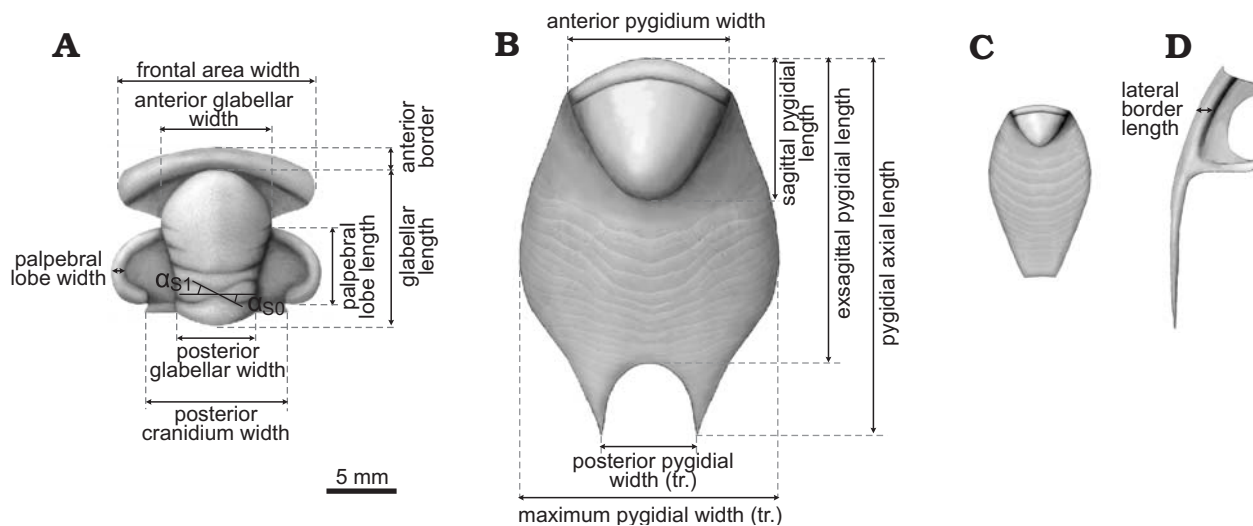 A
frontal area width
anterior glabellar
width
anterior
border
glabellar
length
palpebral
lobe length
palpebral
lobe width
αS1
αS0
posterior
glabellar width
posterior
cranidium width
5 mm
B
anterior pygidium width
sagittal pygidial
length
exsagittal pygidial length
pygidial axial length
posterior pygidial
width (tr.)
maximum pygidial width (tr.)
C
D
lateral
border
length